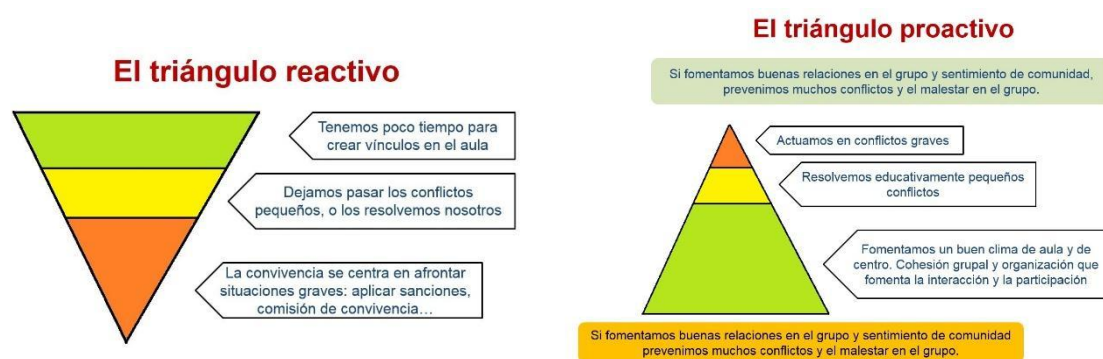 El triángulo reactivo
Tenemos poco tiempo para
crear vínculos en el aula
Dejamos pasar los conflictos
pequeños, o los resolvemos nosotros
La convivencia se centra en afrontar
situaciones graves: aplicar sanciones,
comisión de convivencia…
El triángulo proactivo
Si fomentamos buenas relaciones en el grupo y sentimiento de comunidad,
prevenimos muchos conflictos y el malestar en el grupo.
Actuamos en conflictos graves
Resolvemos educativamente pequeños
conflictos
Fomentamos un buen clima de aula y de
centro. Cohesión grupal y organización que
fomenta la interacción y la participación
Si fomentamos buenas relaciones en el grupo y sentimiento de comunidad
prevenimos muchos conflictos y el malestar en el grupo.